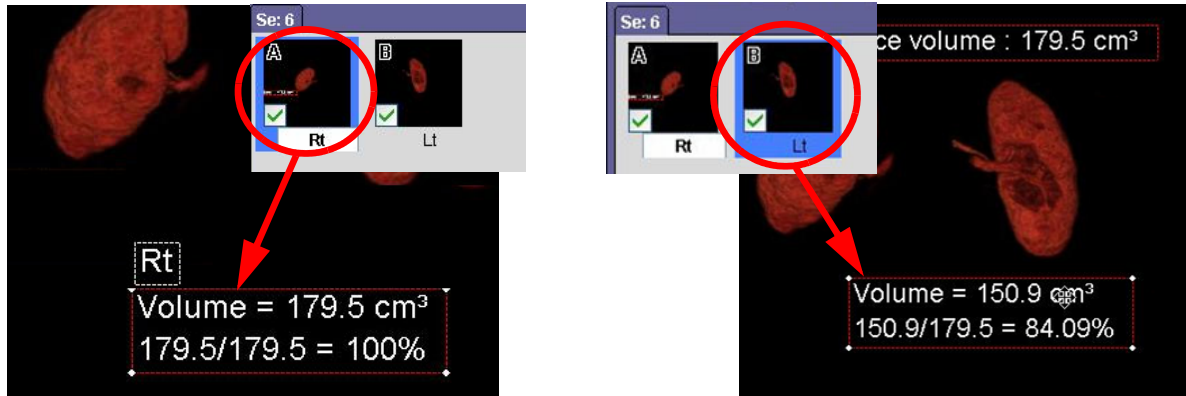 Se: 6
A
B
Rt
Lt
Rt
Volume = 179.5 cm³
179.5/179.5 = 100%
Se: 6
A
B
Rt
Lt
ce volume : 179.5 cm³
Volume = 150.9 cm³
150.9/179.5 = 84.09%